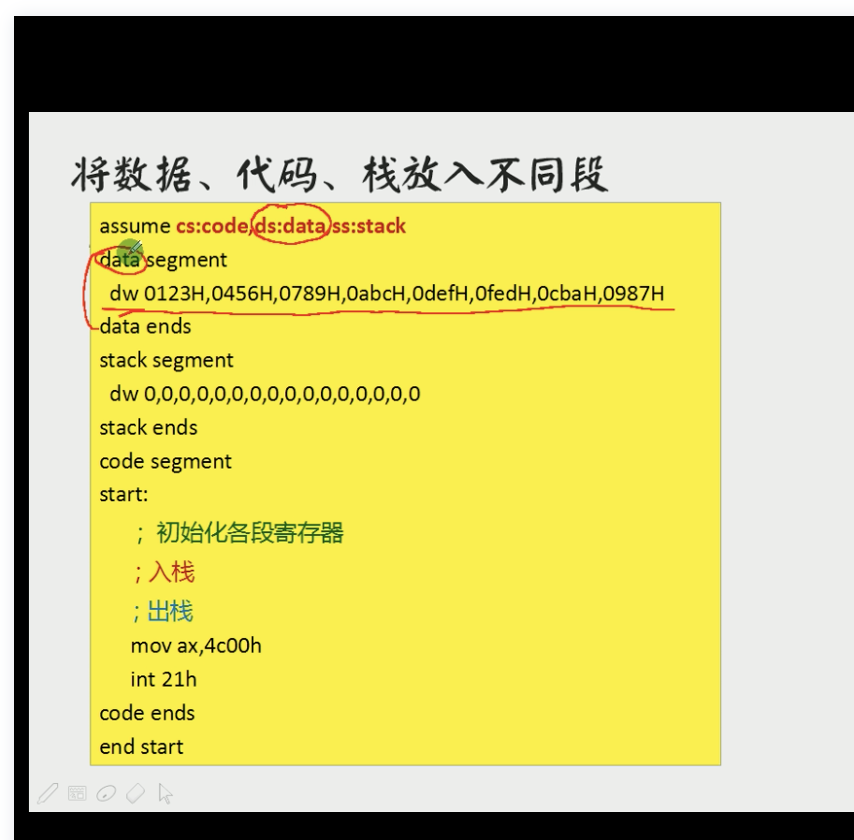 将数据、代码、栈放入不同段
assume cs:code,ds:data,ss:stack
data segment
dw 0123H,0456H,0789H,0abcH,0defH,0fedH,0cbaH,0987H
data ends
stack segment
dw 0,0,0,0,0,0,0,0,0,0,0,0,0,0,0,0
stack ends
code segment
start:
; 初始化各段寄存器
; 入栈
; 出栈
mov ax,4c00h
int 21h
code ends
end start